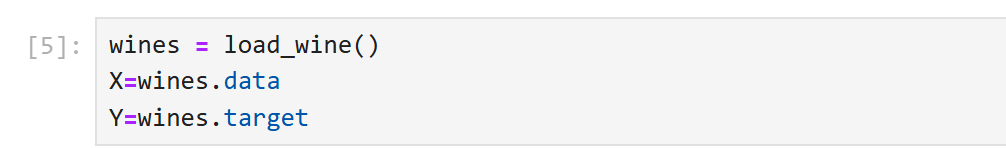 [5]: wines = load_wine()
X=wines.data
Y=wines.target